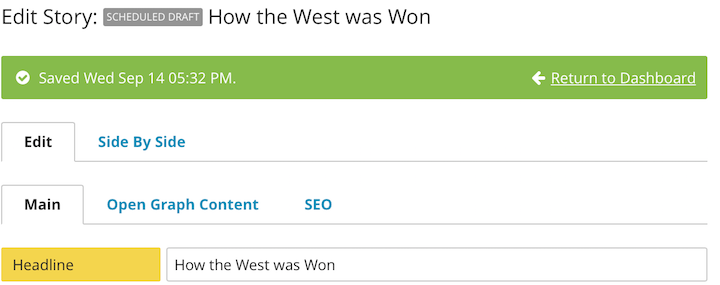 Edit Story: SCHEDULED DRAFT How the West was Won
Saved Wed Sep 14 05:32 PM. Return to Dashboard
Edit Side By Side
Main Open Graph Content SEO
Headline How the West was Won